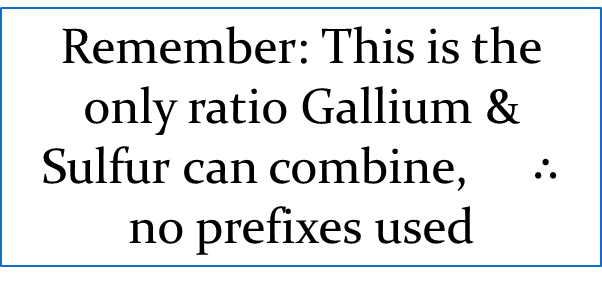 Remember: This is the
only ratio Gallium &
Sulfur can combine, ∴
no prefixes used